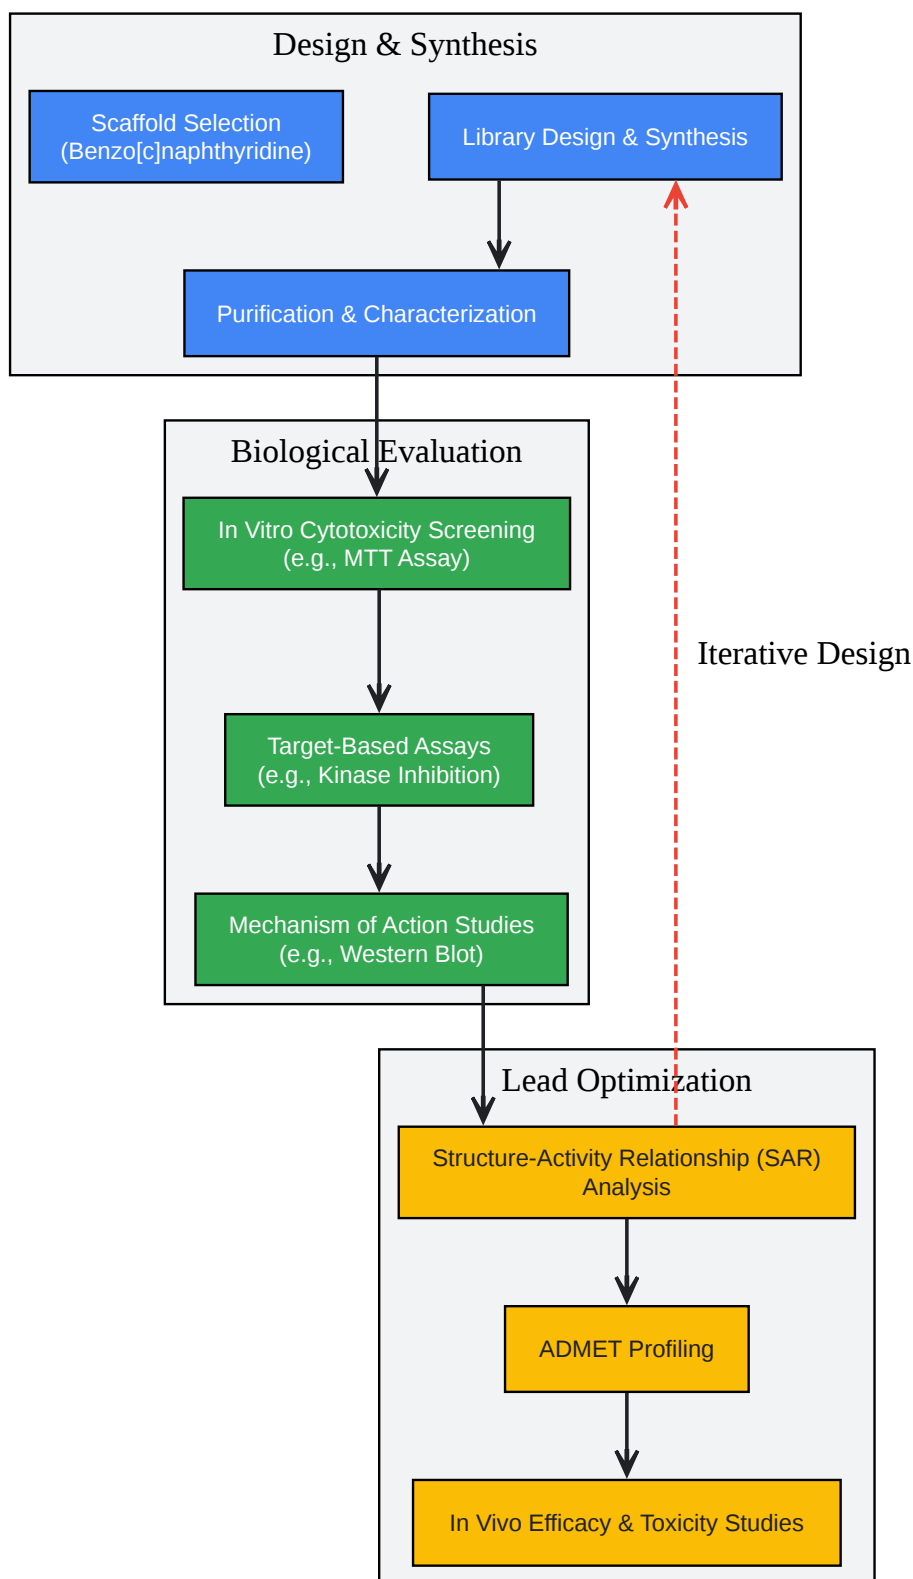 Design & Synthesis
Scaffold Selection
(Benzo[c]naphthyridine)
Library Design & Synthesis
Purification & Characterization
Biological Evaluation
In Vitro Cytotoxicity Screening
(e.g., MTT Assay)
Iterative Design
Target-Based Assays
(e.g., Kinase Inhibition)
Mechanism of Action Studies
(e.g., Western Blot)
Lead Optimization
Structure-Activity Relationship (SAR)
Analysis
ADMET Profiling
In Vivo Efficacy & Toxicity Studies